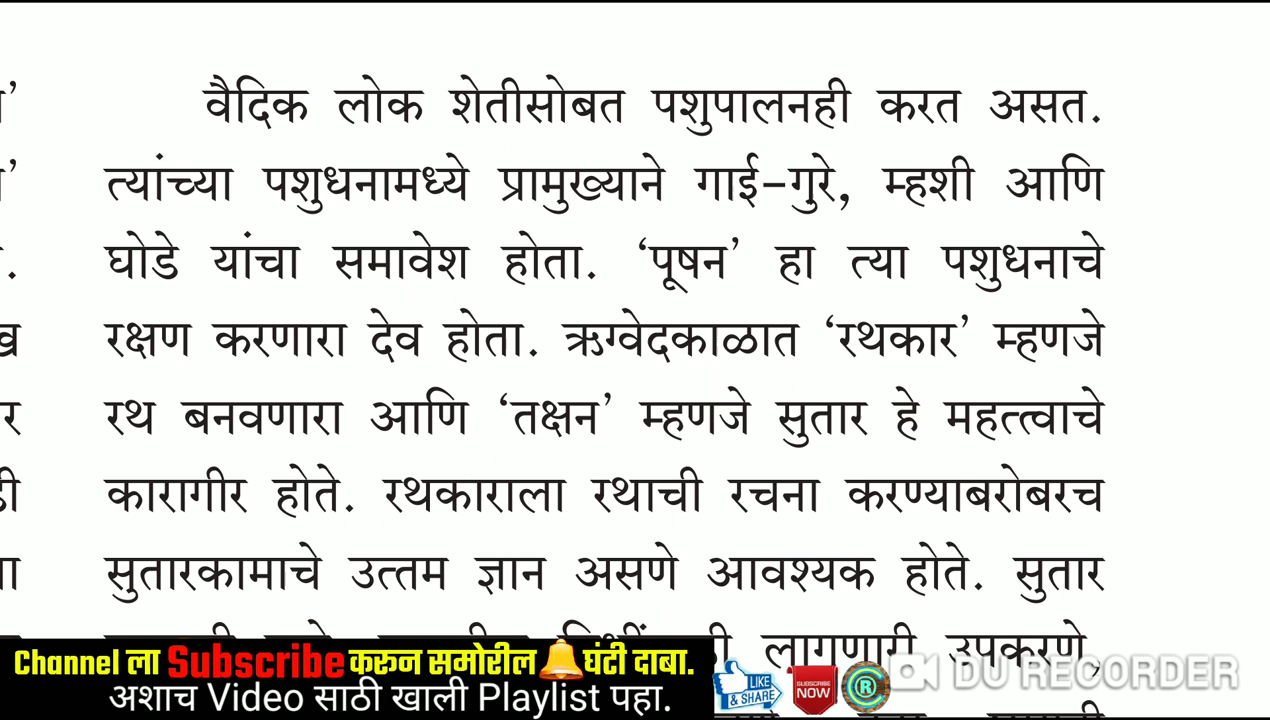 वैदिक लोक शेतीसोबत पशुपालनही करत असत.
त्यांच्या पशुधनामध्ये प्रामुख्याने गाई-गुरे, म्हशी आणि
घोडे यांचा समावेश होता. ‘पूषन’ हा त्या पशुधनाचे
रक्षण करणारा देव होता. ऋग्वेदकाळात ‘रथकार’ म्हणजे
रथ बनवणारा आणि ‘तक्षन’ म्हणजे सुतार हे महत्त्वाचे
कारागीर होते. रथकाराला रथाची रचना करण्याबरोबरच
सुतारकामाचे उत्तम ज्ञान असणे आवश्यक होते. सुतार
लागणारी उपकरणे,
Channel ला Subscribe करून समोरील घंटी दाबा.
अशाच Video साठी खाली Playlist पहा.
LIKE & SHARE
SUBSCRIBE NOW
R
DU RECORDER